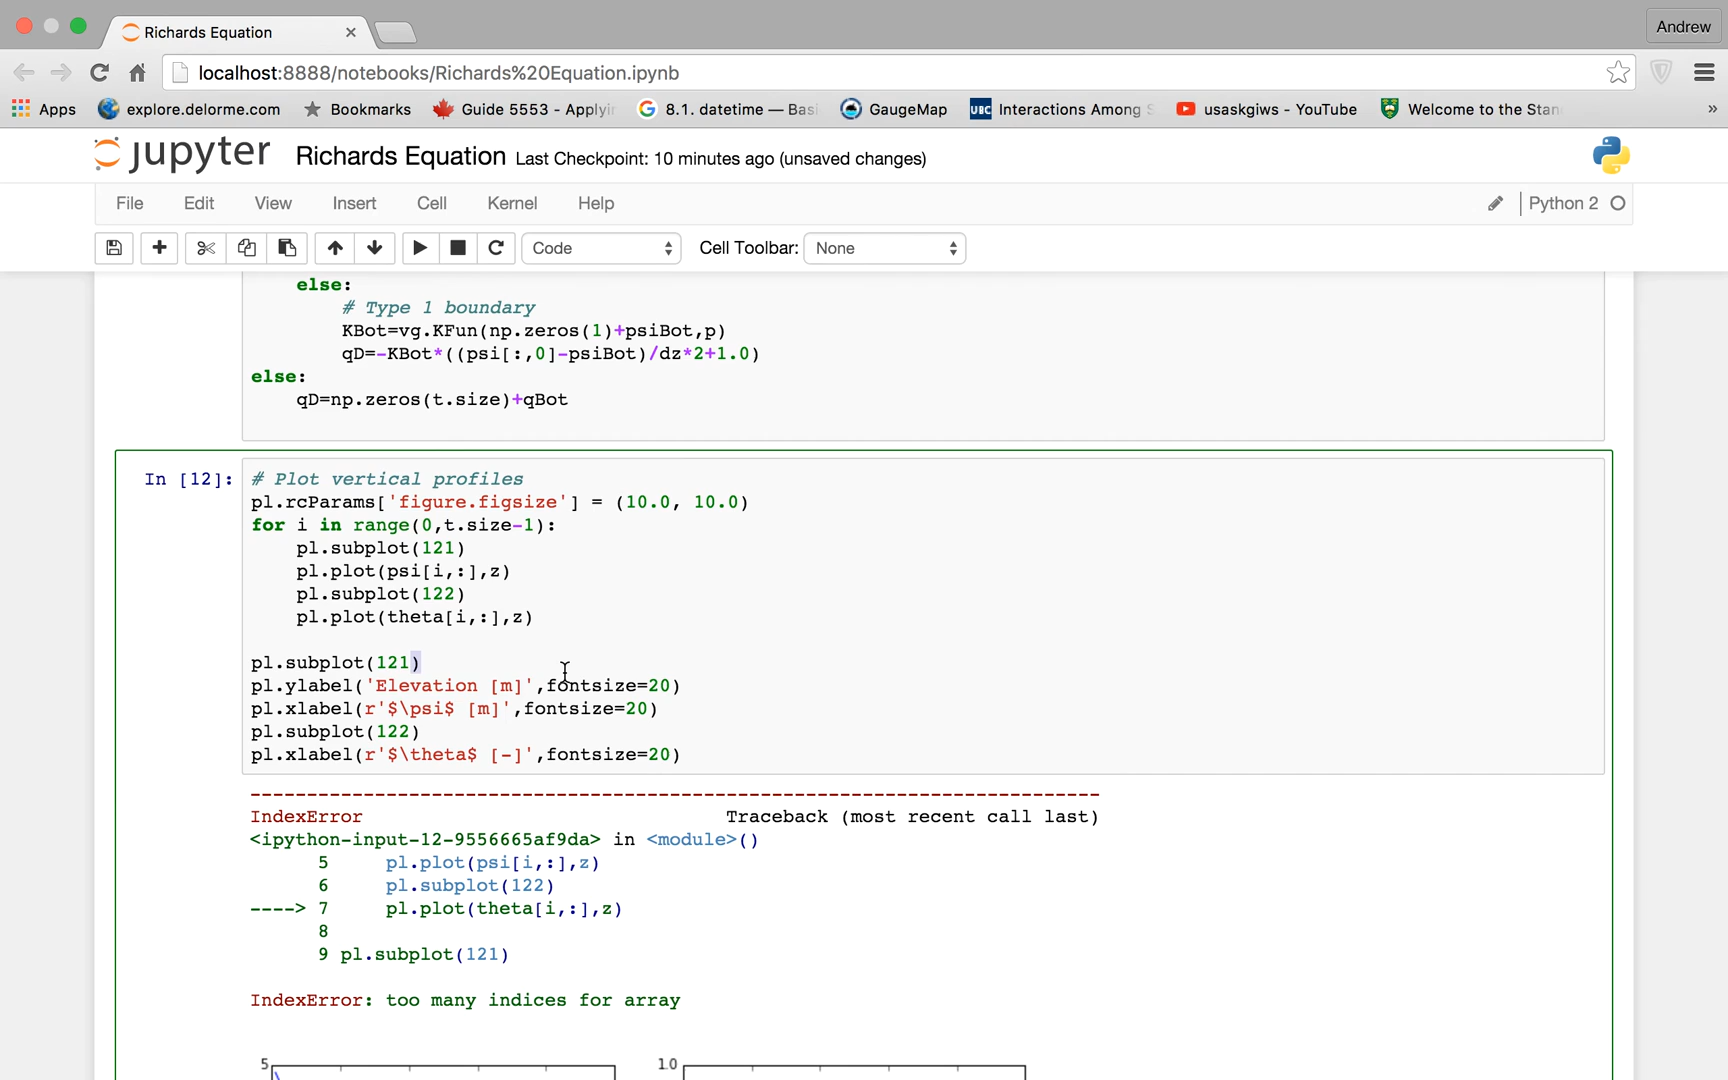 Richards Equation
Andrew
localhost:8888/notebooks/Richards%20Equation.ipynb
Apps explore.delorme.com Bookmarks Guide 5553 - Applyi 8.1. datetime — Bas GaugeMap UBC Interactions Among S usaskgiws - YouTube Welcome to the Stan »
jupyter Richards Equation Last Checkpoint: 10 minutes ago (unsaved changes)
File Edit View Insert Cell Kernel Help Python 2
Code Cell Toolbar: None
else:
# Type 1 boundary
KBot=vg.KFun(np.zeros(1)+psiBot,p)
qD=-KBot*((psi[:,0]-psiBot)/dz*2+1.0)
else:
qD=np.zeros(t.size)+qBot
In [12]: # Plot vertical profiles
pl.rcParams['figure.figsize'] = (10.0, 10.0)
for i in range(0,t.size-1):
pl.subplot(121)
pl.plot(psi[i,:],z)
pl.subplot(122)
pl.plot(theta[i,:],z)
pl.subplot(121)
pl.ylabel('Elevation [m]',fontsize=20)
pl.xlabel(r'$\psi$ [m]',fontsize=20)
pl.subplot(122)
pl.xlabel(r'$\theta$ [-]',fontsize=20)
---------------------------------------------------------------------------
IndexError Traceback (most recent call last)
<ipython-input-12-9556665af9da> in <module>()
5 pl.plot(psi[i,:],z)
6 pl.subplot(122)
----> 7 pl.plot(theta[i,:],z)
8
9 pl.subplot(121)
IndexError: too many indices for array
5 1.0